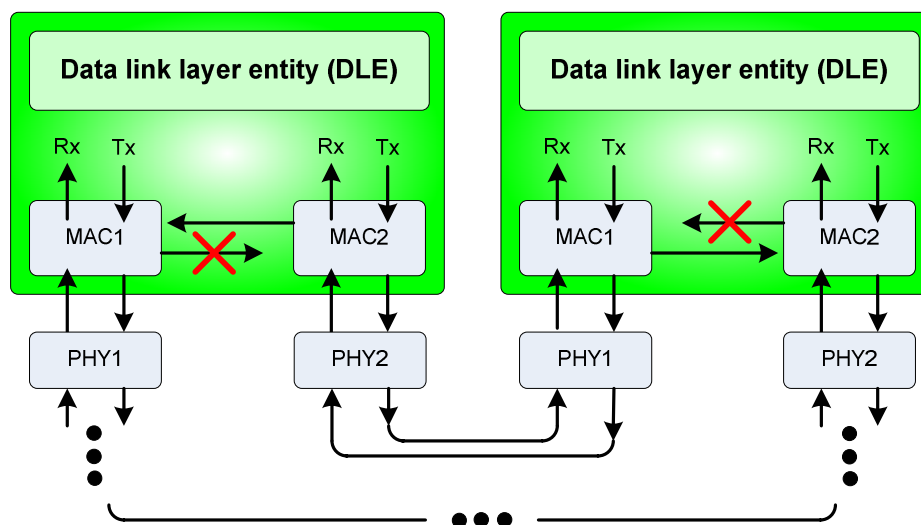 Data link layer entity (DLE)
Data link layer entity (DLE)
Rx Tx Rx Tx Rx Tx Rx Tx
MAC1 MAC2 MAC1 MAC2
PHY1 PHY2 PHY1 PHY2